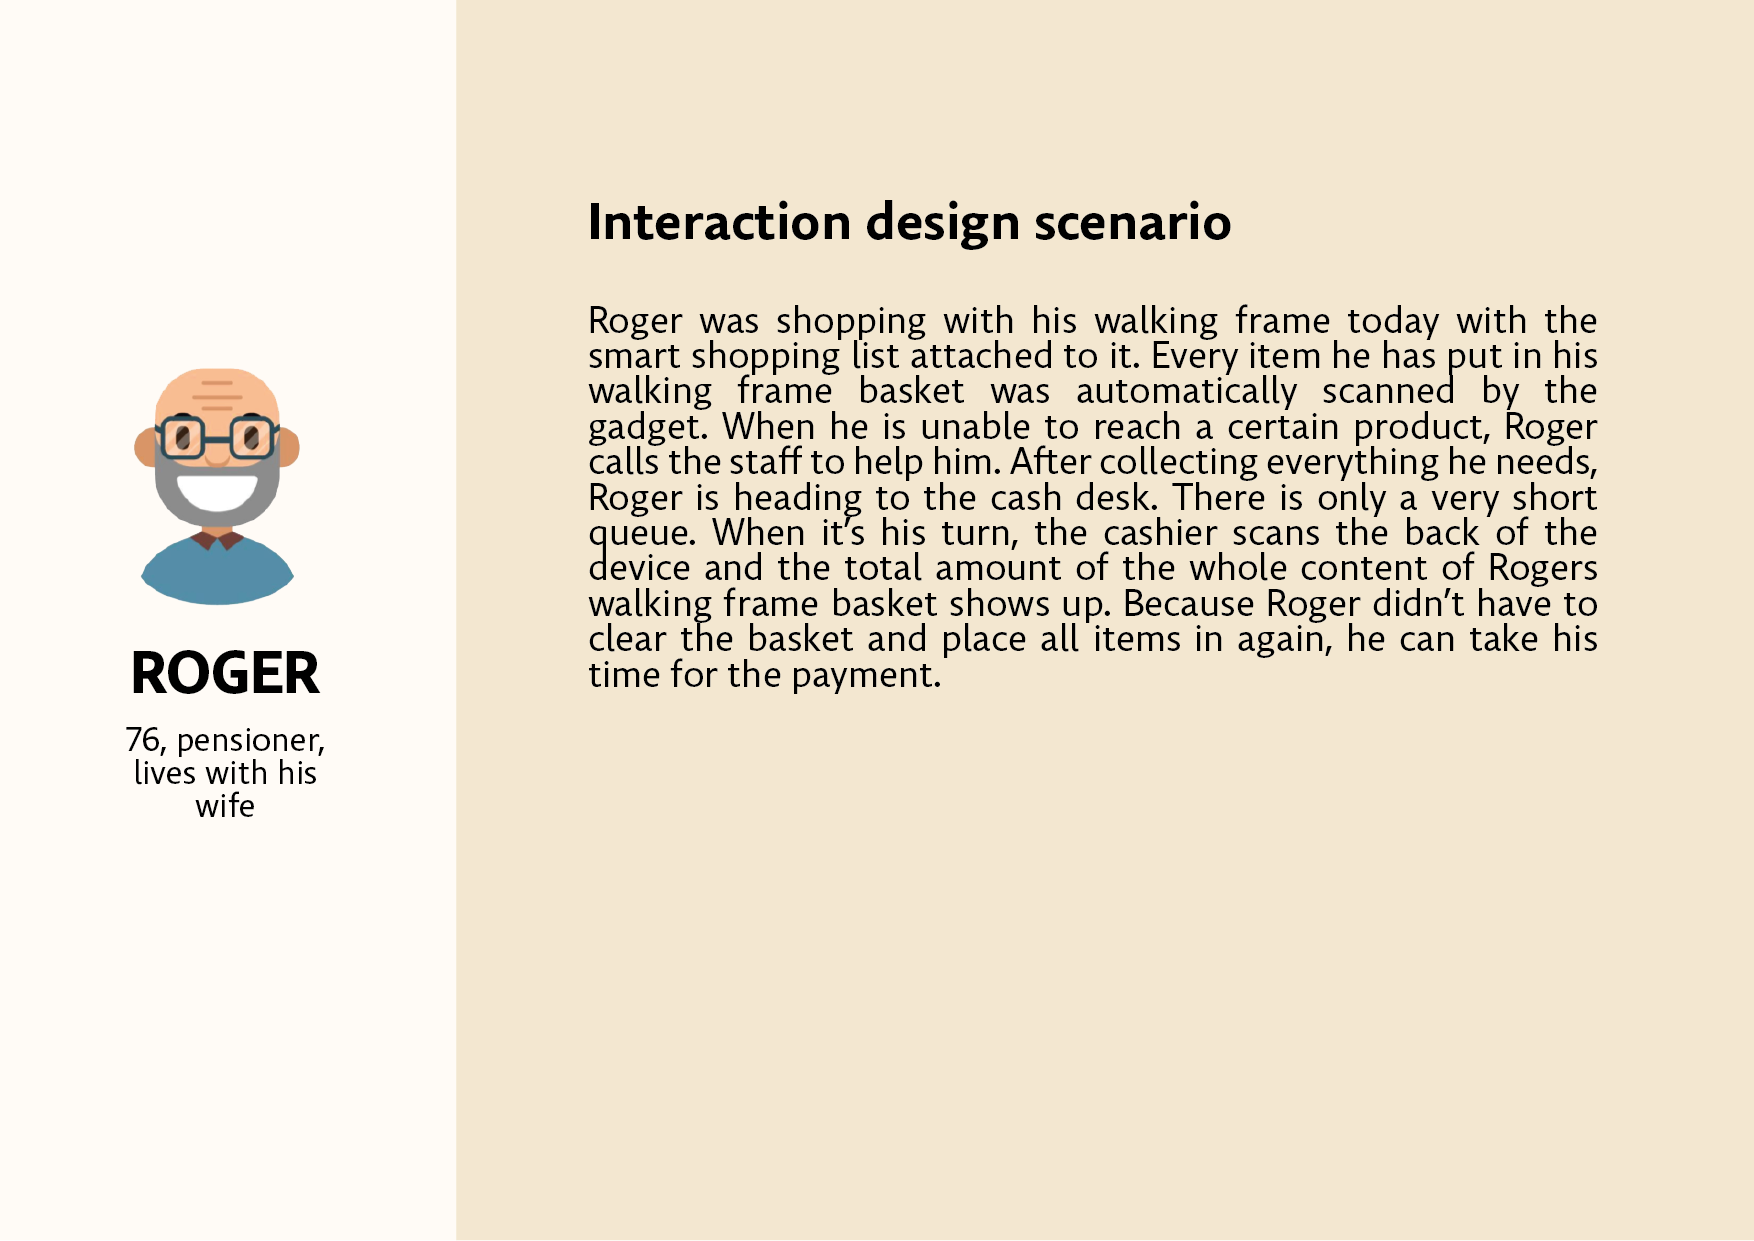 Interaction design scenario
Roger was shopping with his walking frame today with the
smart shopping list attached to it. Every item he has put in his
walking frame basket was automatically scanned by the
gadget. When he is unable to reach a certain product, Roger
calls the staff to help him. After collecting everything he needs,
Roger is heading to the cash desk. There is only a very short
queue. When it’s his turn, the cashier scans the back of the
device and the total amount of the whole content of Rogers
walking frame basket shows up. Because Roger didn’t have to
clear the basket and place all items in again, he can take his
time for the payment.
ROGER
76, pensioner,
lives with his
wife